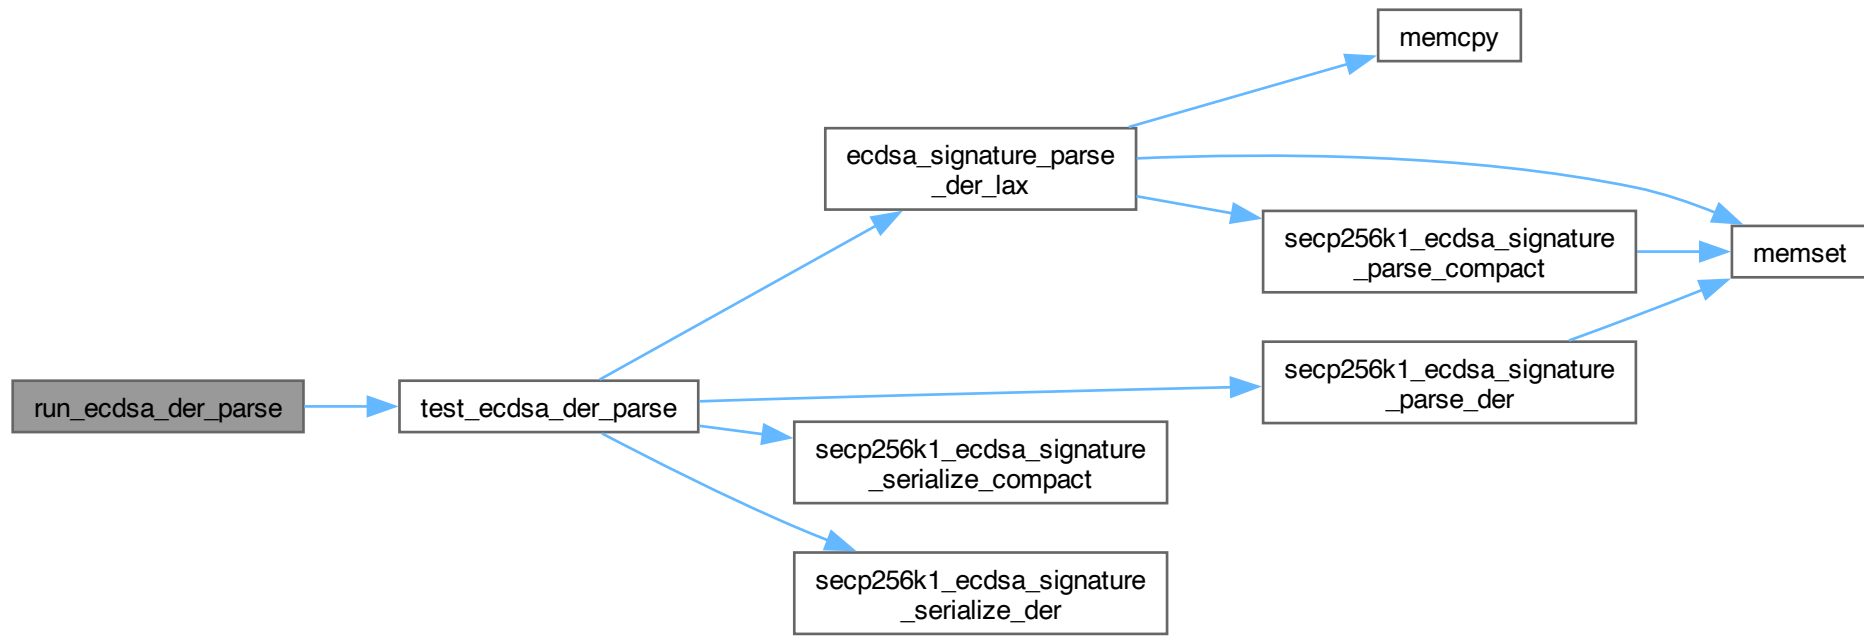 memcpy
ecdsa_signature_parse
_der_lax
secp256k1_ecdsa_signature
_parse_compact
memset
run_ecdsa_der_parse
test_ecdsa_der_parse
secp256k1_ecdsa_signature
_parse_der
secp256k1_ecdsa_signature
_serialize_compact
secp256k1_ecdsa_signature
_serialize_der